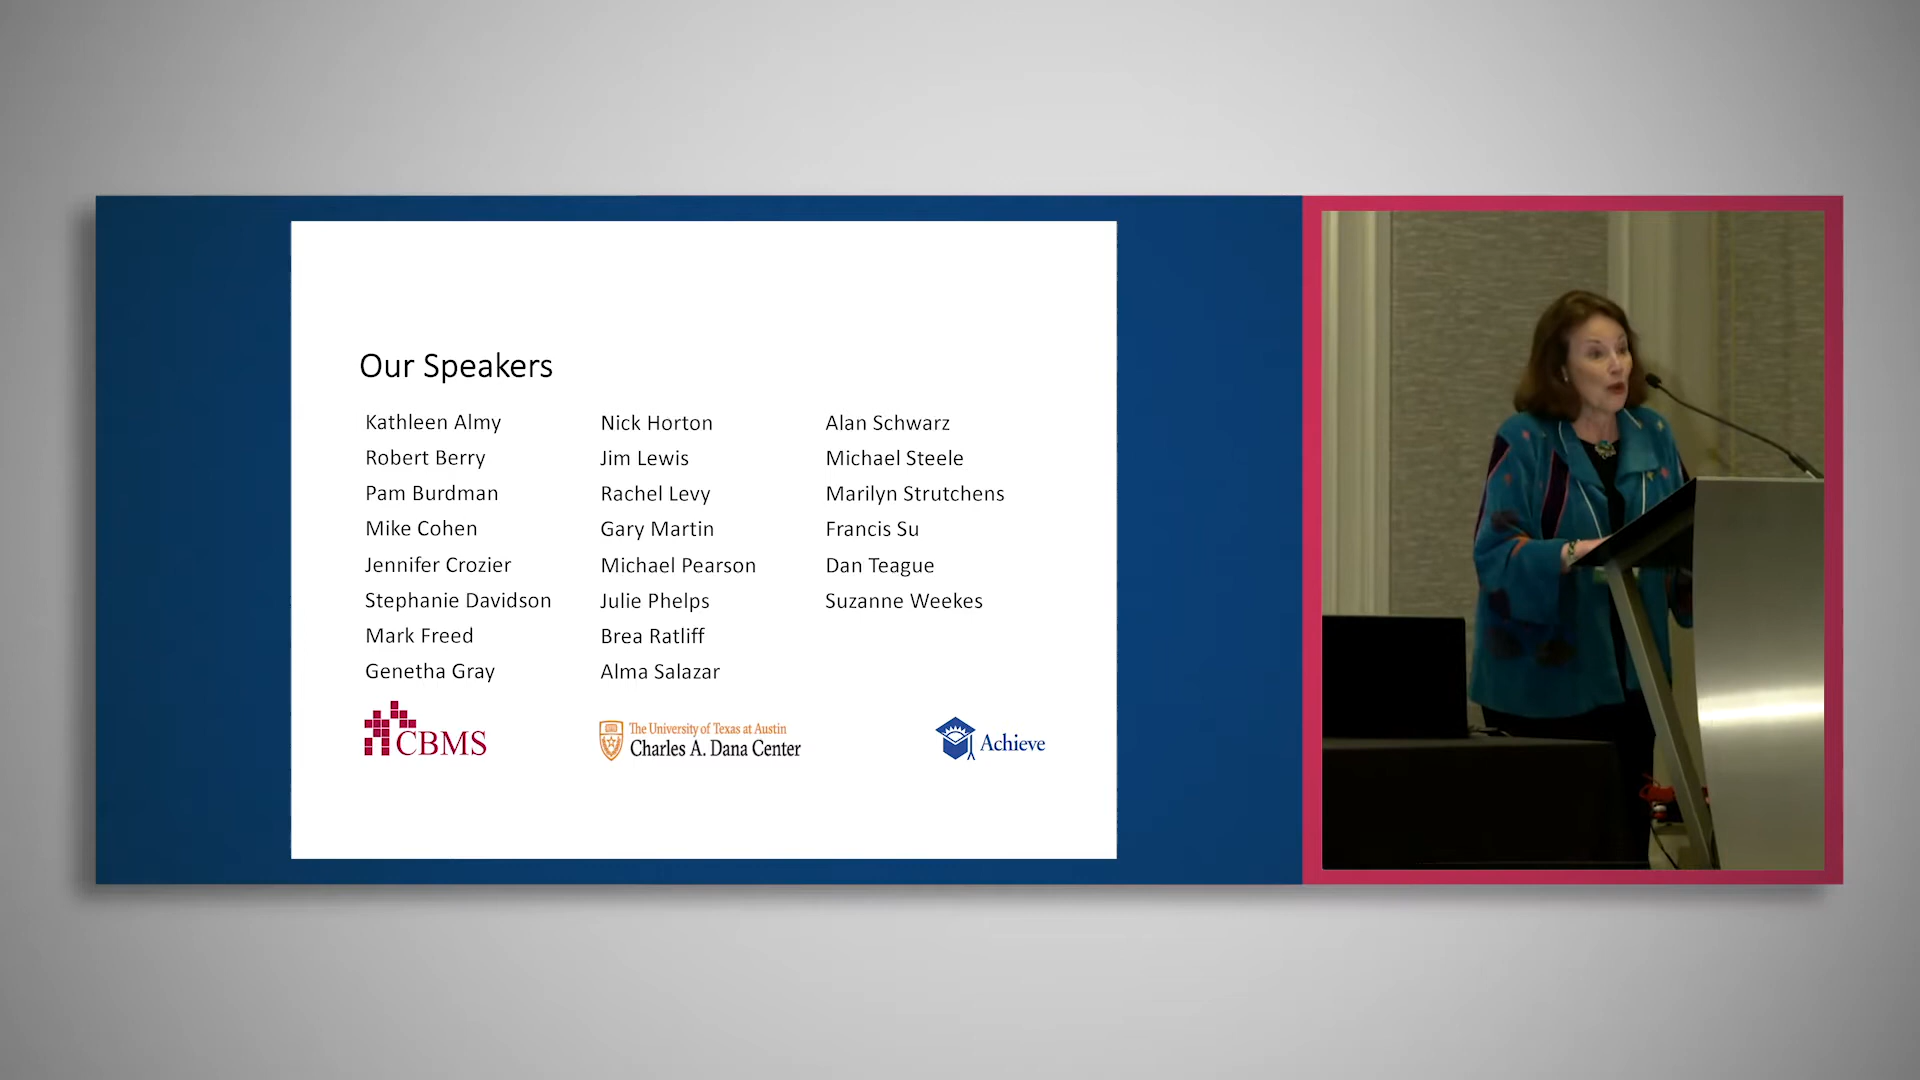 Our Speakers
Kathleen Almy
Robert Berry
Pam Burdman
Mike Cohen
Jennifer Crozier
Stephanie Davidson
Mark Freed
Genetha Gray
Nick Horton
Jim Lewis
Rachel Levy
Gary Martin
Michael Pearson
Julie Phelps
Brea Ratliff
Alma Salazar
Alan Schwarz
Michael Steele
Marilyn Strutchens
Francis Su
Dan Teague
Suzanne Weekes
CBMS
The University of Texas at Austin
Charles A. Dana Center
Achieve